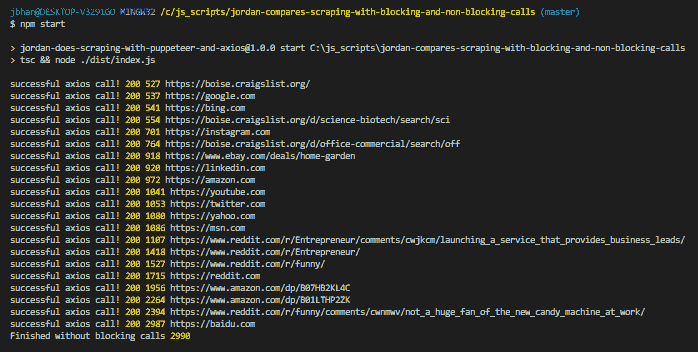 jbhan@DESKTOP-V3291GO MINGW32 /c/js_scripts/jordan-compares-scraping-with-blocking-and-non-blocking-calls (master)
$ npm start
> jordan-does-scraping-with-puppeteer-and-axios@1.0.0 start C:\js_scripts\jordan-compares-scraping-with-blocking-and-non-blocking-calls
> tsc && node ./dist/index.js
successful axios call! 200 527 https://boise.craigslist.org/
successful axios call! 200 537 https://google.com
successful axios call! 200 541 https://bing.com
successful axios call! 200 554 https://boise.craigslist.org/d/science-biotech/search/sci
successful axios call! 200 701 https://instagram.com
successful axios call! 200 764 https://boise.craigslist.org/d/office-commercial/search/off
successful axios call! 200 918 https://www.ebay.com/deals/home-garden
successful axios call! 200 920 https://linkedin.com
successful axios call! 200 972 https://amazon.com
successful axios call! 200 1041 https://youtube.com
successful axios call! 200 1053 https://twitter.com
successful axios call! 200 1080 https://yahoo.com
successful axios call! 200 1086 https://msn.com
successful axios call! 200 1107 https://www.reddit.com/r/Entrepreneur/comments/cwjkcm/launching_a_service_that_provides_business_leads/
successful axios call! 200 1418 https://www.reddit.com/r/Entrepreneur/
successful axios call! 200 1527 https://www.reddit.com/r/funny/
successful axios call! 200 1715 https://reddit.com
successful axios call! 200 1956 https://www.amazon.com/dp/B07HB2KL4C
successful axios call! 200 2264 https://www.amazon.com/dp/B01LTHP2ZK
successful axios call! 200 2394 https://www.reddit.com/r/funny/comments/cwnmwv/not_a_huge_fan_of_the_new_candy_machine_at_work/
successful axios call! 200 2987 https://baidu.com
Finished without blocking calls 2990